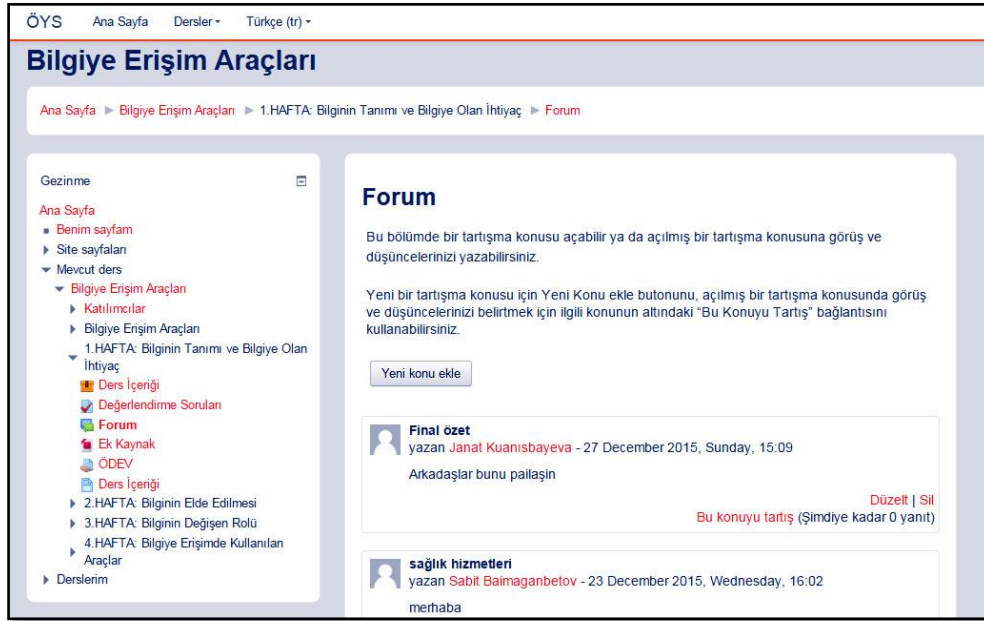 ÖYS Ana Sayfa Dersler Türkçe (tr)
Bilgiye Erişim Araçları
Ana Sayfa Bilgiye Erişim Araçları 1.HAFTA: Bilginin Tanımı ve Bilgiye Olan İhtiyaç Forum
Gezinme
Ana Sayfa
Benim sayfam
Site sayfaları
Mevcut ders
Bilgiye Erişim Araçları
Katılımcılar
Bilgiye Erişim Araçları
1.HAFTA: Bilginin Tanımı ve Bilgiye Olan
İhtiyaç
Ders İçeriği
Değerlendirme Soruları
Forum
Ek Kaynak
ÖDEV
Ders İçeriği
2.HAFTA: Bilginin Elde Edilmesi
3.HAFTA: Bilginin Değişen Rolü
4.HAFTA: Bilgiye Erişimde Kullanılan
Araçlar
Derslerim
Forum
Bu bölümde bir tartışma konusu açabilir ya da açılmış bir tartışma konusuna görüş ve
düşüncelerinizi yazabilirsiniz.
Yeni bir tartışma konusu için Yeni Konu ekle butonunu, açılmış bir tartışma konusunda görüş
ve düşüncelerinizi belirtmek için ilgili konunun altındaki “Bu Konuyu Tartış” bağlantısını
kullanabilirsiniz.
Yeni konu ekle
Final özet
yazan Janat Kuanısbayeva - 27 December 2015, Sunday, 15:09
Arkadaşlar bunu pailaşin
Düzelt | Sil
Bu konuyu tartış (Şimdiye kadar 0 yanıt)
sağlık hizmetleri
yazan Sabit Baimaganbetov - 23 December 2015, Wednesday, 16:02
merhaba